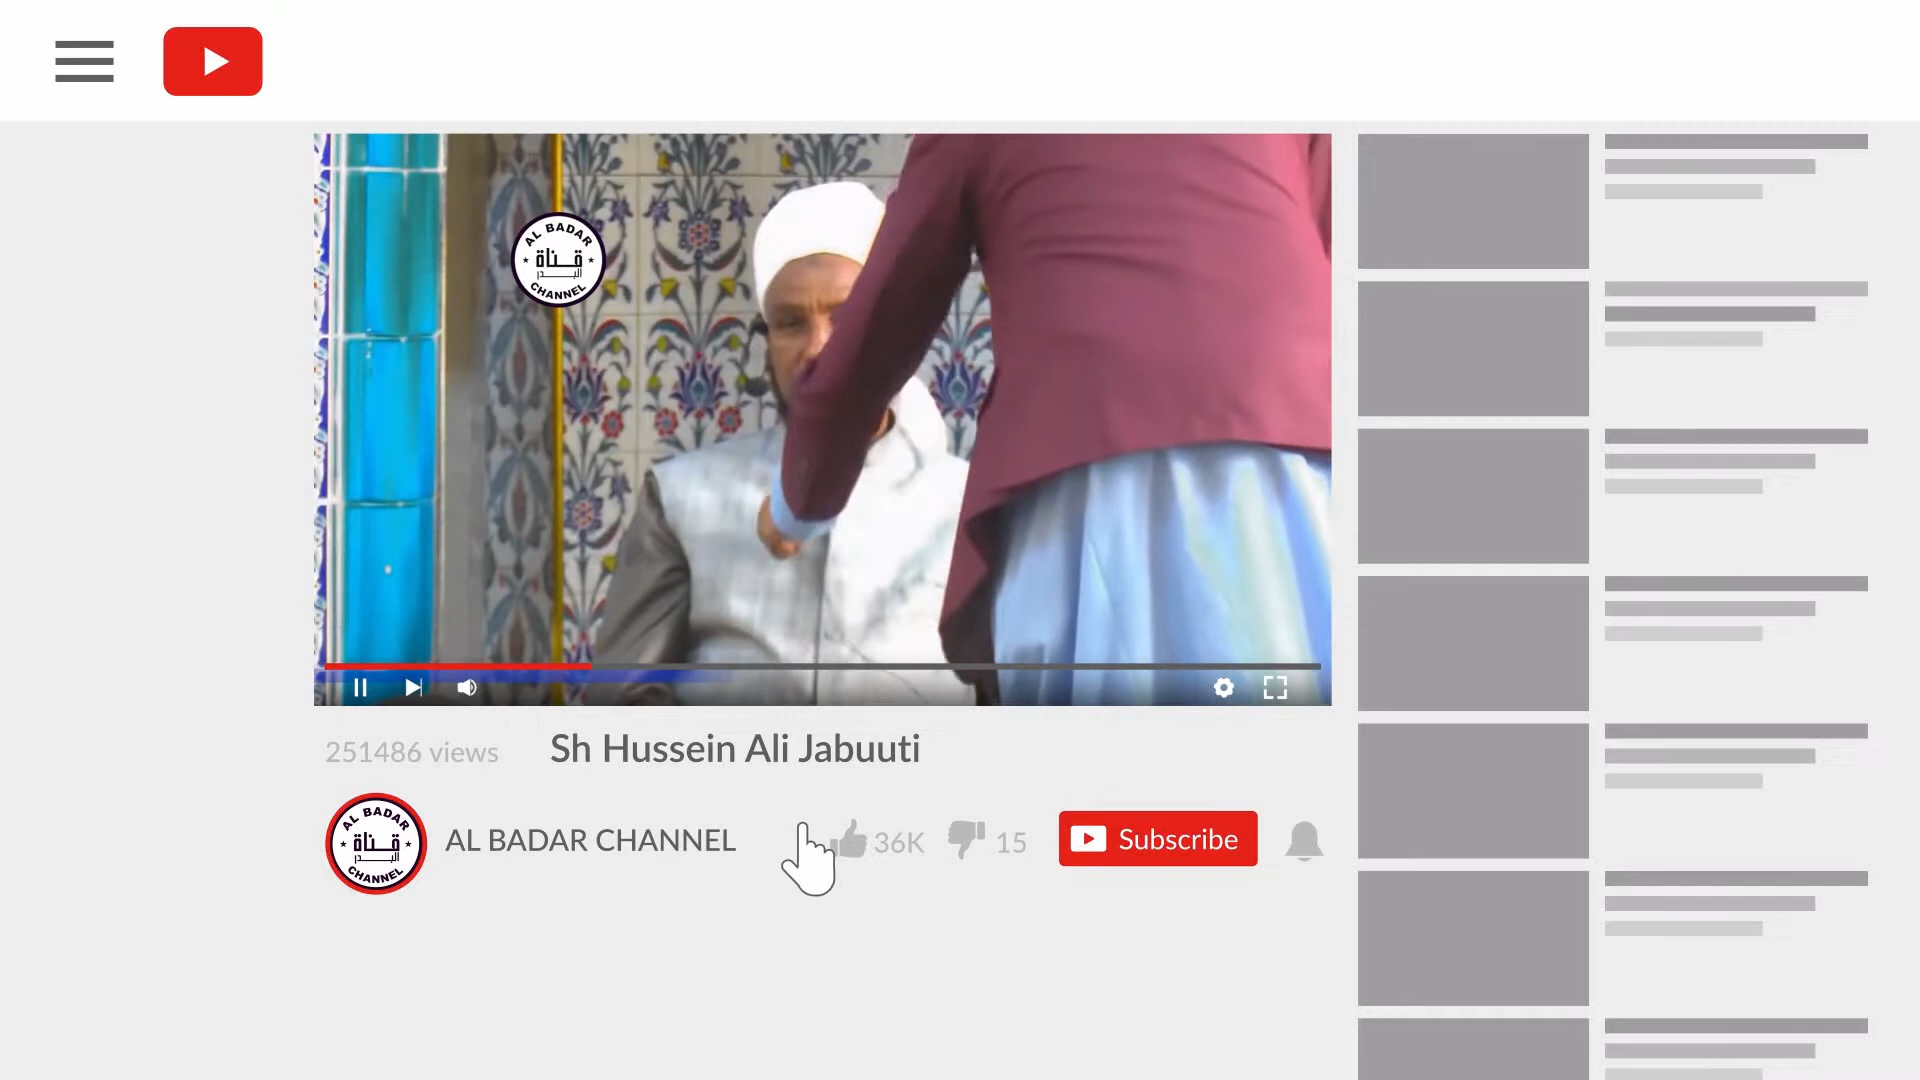 AL BADAR
قناة
البدر
CHANNEL
251486 views
Sh Hussein Ali Jabuuti
AL BADAR
قناة
البدر
CHANNEL
AL BADAR CHANNEL
36K
15
Subscribe